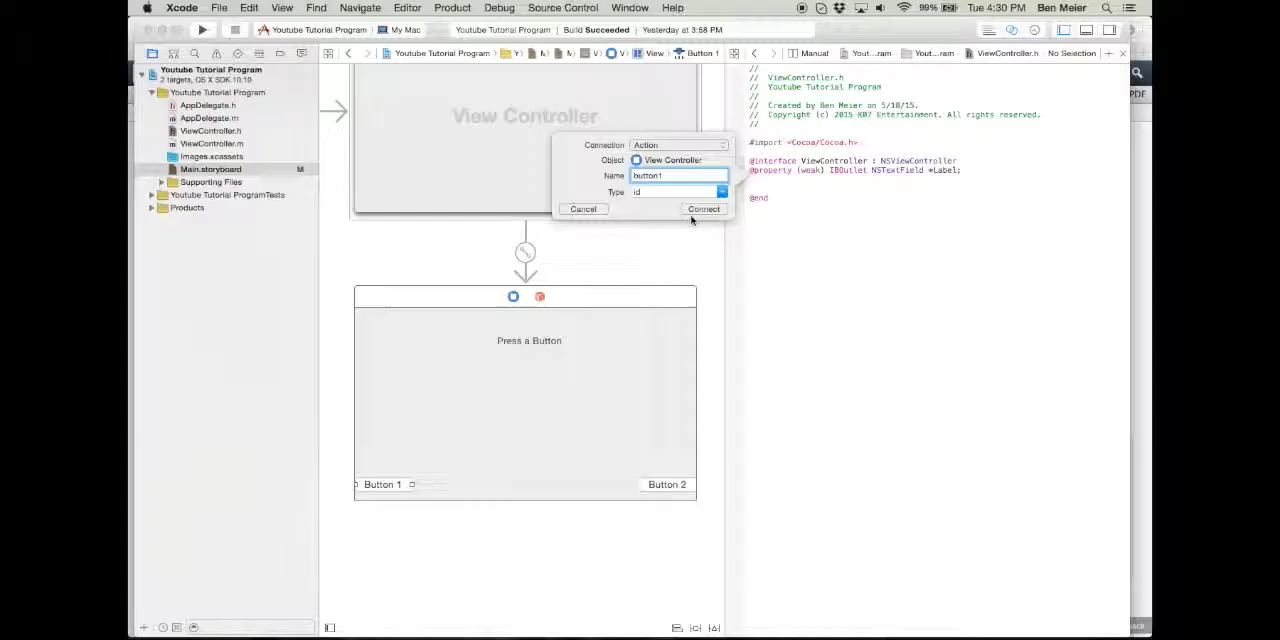 Xcode File Edit View Find Navigate Editor Product Debug Source Control Window Help 99% Tue 4:30 PM Ben Meier
Youtube Tutorial Program My Mac Youtube Tutorial Program Build Succeeded Yesterday at 3:58 PM
Youtube Tutorial Program View Button 1 Manual Yout...ram ...ram ViewController.h No Selection
Youtube Tutorial Program
2 targets, OS X SDK 10.10
Youtube Tutorial Program
AppDelegate.h
AppDelegate.m
ViewController.h
ViewController.m
Images.xcassets
Main.storyboard M
Supporting Files
Youtube Tutorial ProgramTests
Products
View Controller
Connection Action
Object View Controller
Name button1
Type id
Cancel Connect
Press a Button
Button 1 Button 2
//
// ViewController.h
// Youtube Tutorial Program
//
// Created by Ben Meier on 5/18/15.
// Copyright (c) 2015 K07 Entertainment. All rights reserved.
//
#import <Cocoa/Cocoa.h>
@interface ViewController : NSViewController
@property (weak) IBOutlet NSTextField *Label;
@end
PDF